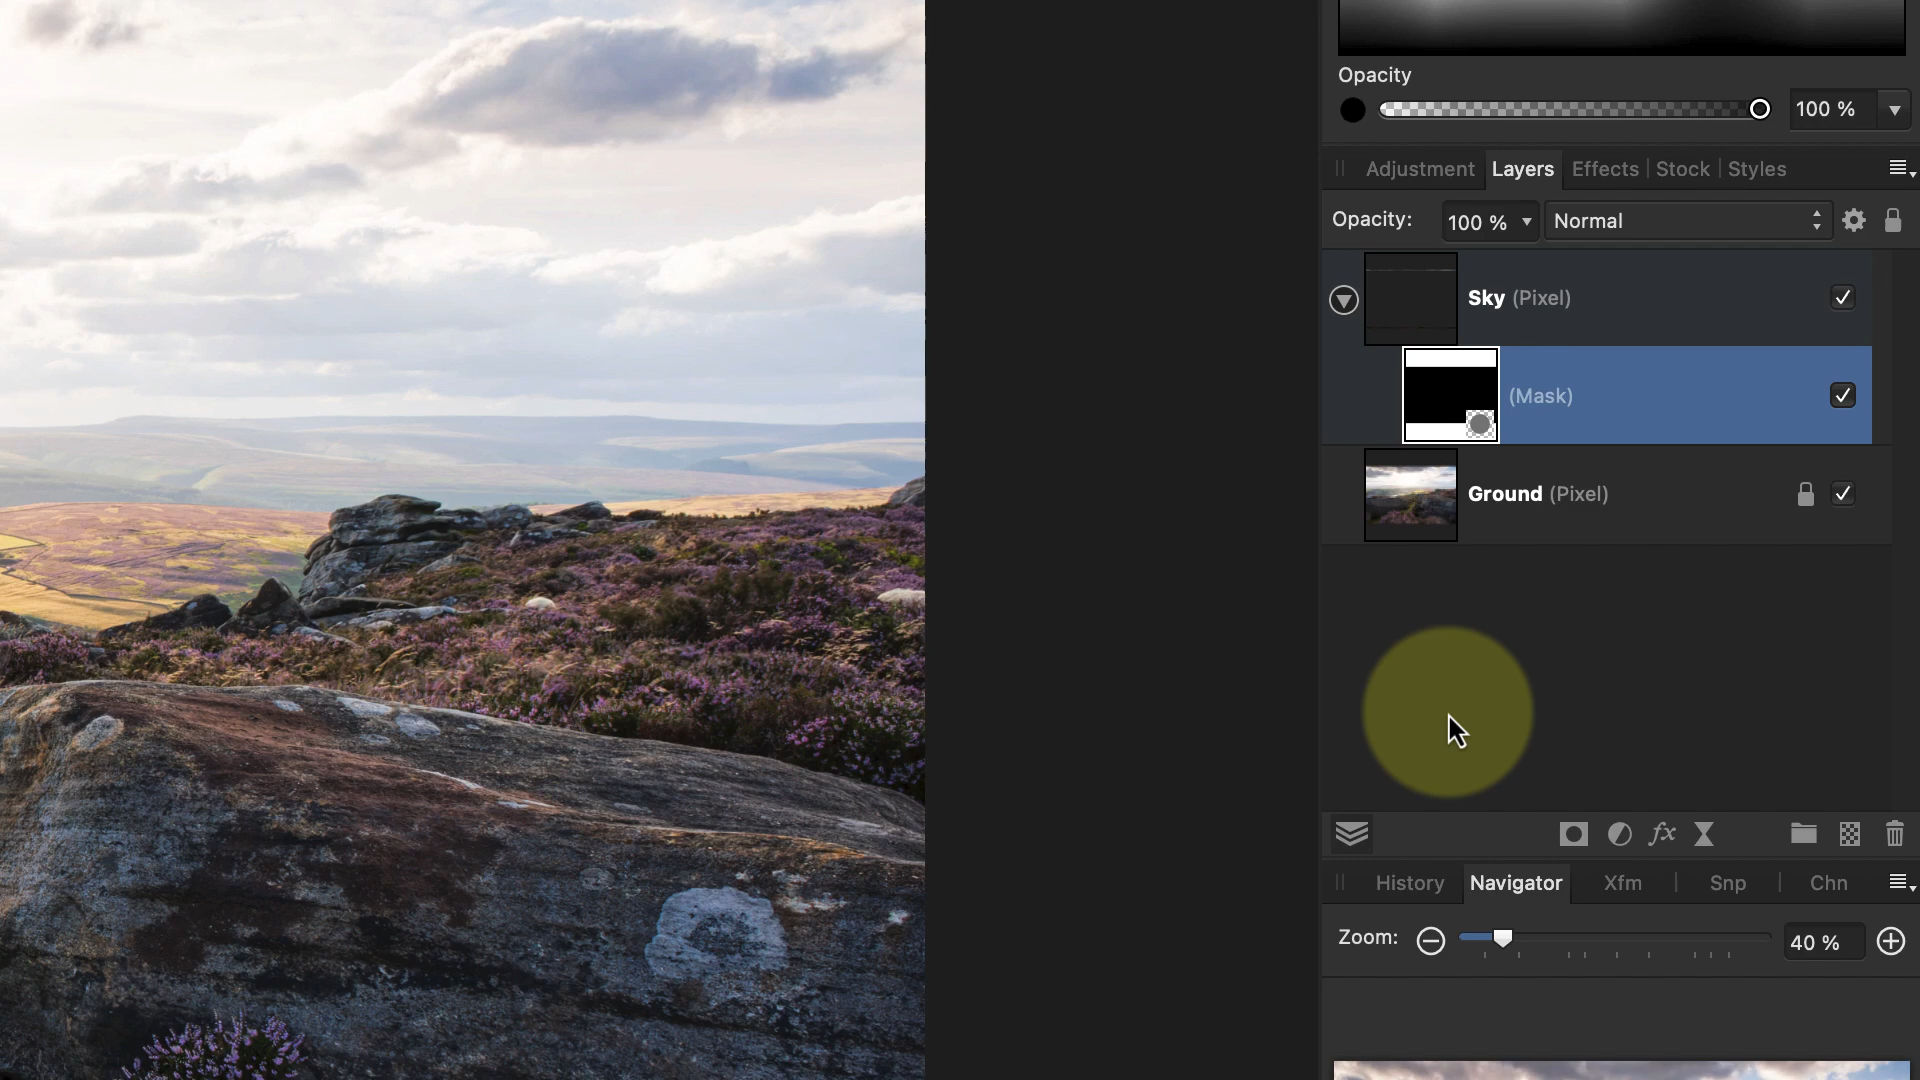 Opacity
100 %
Adjustment Layers Effects Stock Styles
Opacity: 100 % Normal
Sky (Pixel)
(Mask)
Ground (Pixel)
fx
History Navigator Xfm Snp Chn
Zoom: 40 %